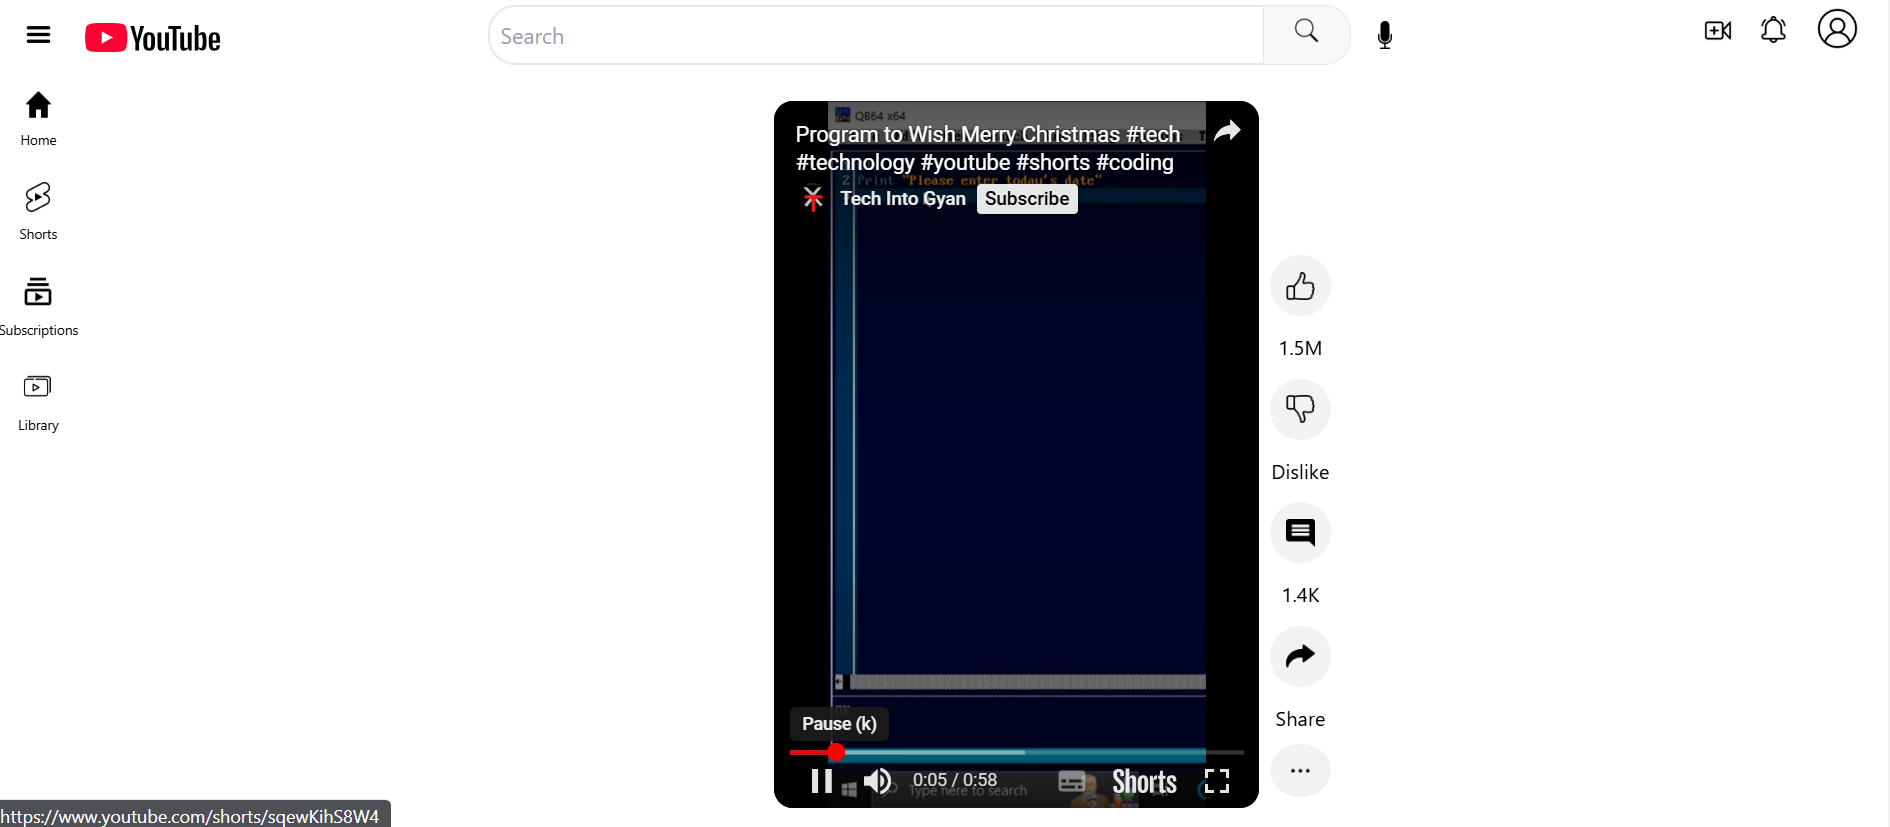 YouTube
Search
Home
Shorts
Subscriptions
Library
QB64 x64
Program to Wish Merry Christmas #tech
#technology #youtube #shorts #coding
2 Print "Please enter today's date"
Tech Into Gyan
Subscribe
1.5M
Dislike
1.4K
Share
Pause (k)
0:05 / 0:58
Shorts
Type here to search
https://www.youtube.com/shorts/sqewKihS8W4